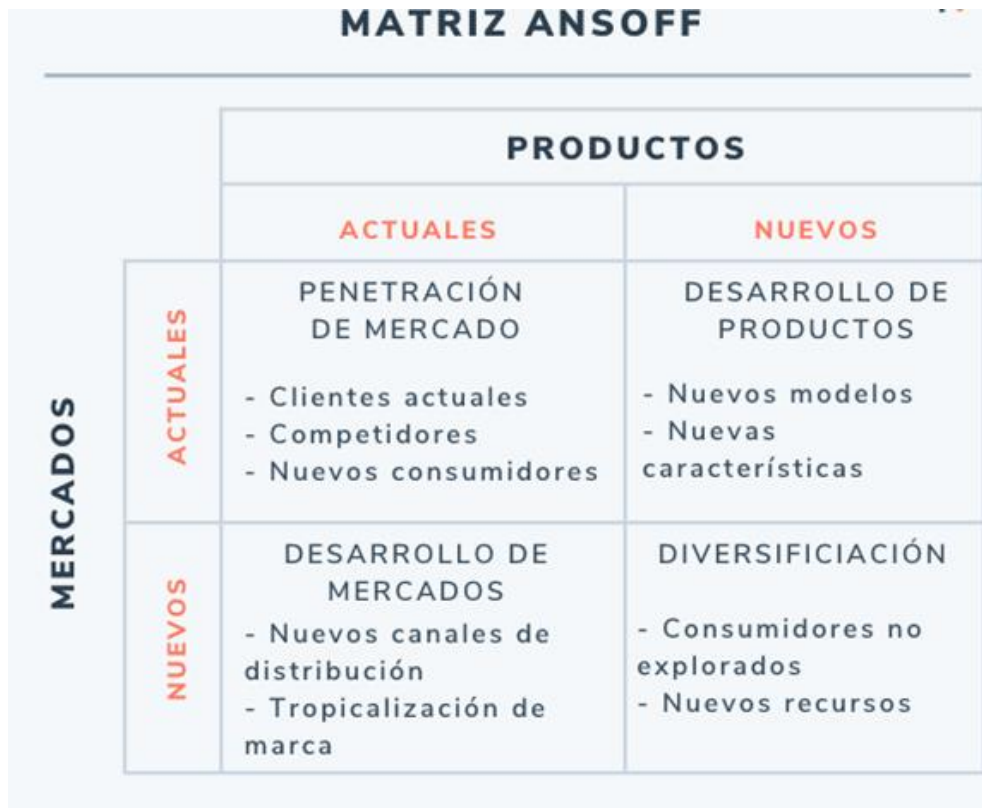 MATRIZ ANSOFF
PRODUCTOS
ACTUALES
NUEVOS
MERCADOS
ACTUALES
PENETRACIÓN
DE MERCADO
- Clientes actuales
- Competidores
- Nuevos consumidores
DESARROLLO DE
PRODUCTOS
- Nuevos modelos
- Nuevas
característificas
NUEVOS
DESARROLLO DE
MERCADOS
- Nuevos canales de
distribución
- Tropicalización de
marca
DIVERSIFICIACIÓN
- Consumidores no
explorados
- Nuevos recursos